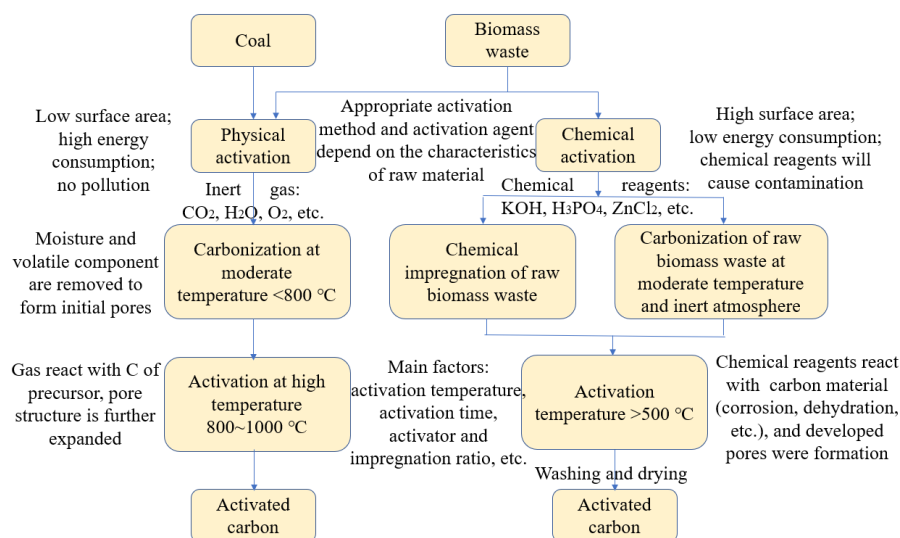 Coal
Biomass
waste
Low surface area;
high energy
consumption;
no pollution
Physical
activation
Appropriate activation
method and activation agent
depend on the characteristics
of raw material
Chemical
activation
High surface area;
low energy consumption;
chemical reagents will
cause contamination
Inert gas:
CO2, H2O, O2, etc.
Chemical reagents:
KOH, H3PO4, ZnCl2, etc.
Moisture and
volatile component
are removed to
form initial pores
Carbonization at
moderate
temperature <800 ℃
Chemical
impregnation of raw
biomass waste
Carbonization of raw
biomass waste at
moderate temperature
and inert atmosphere
Gas react with C of
precursor, pore
structure is further
expanded
Activation at high
temperature
800~1000 ℃
Main factors:
activation temperature,
activation time,
activator and
impregnation ratio, etc.
Activation
temperature >500 ℃
Chemical reagents react
with carbon material
(corrosion, dehydration,
etc.), and developed
pores were formation
Washing and drying
Activated
carbon
Activated
carbon